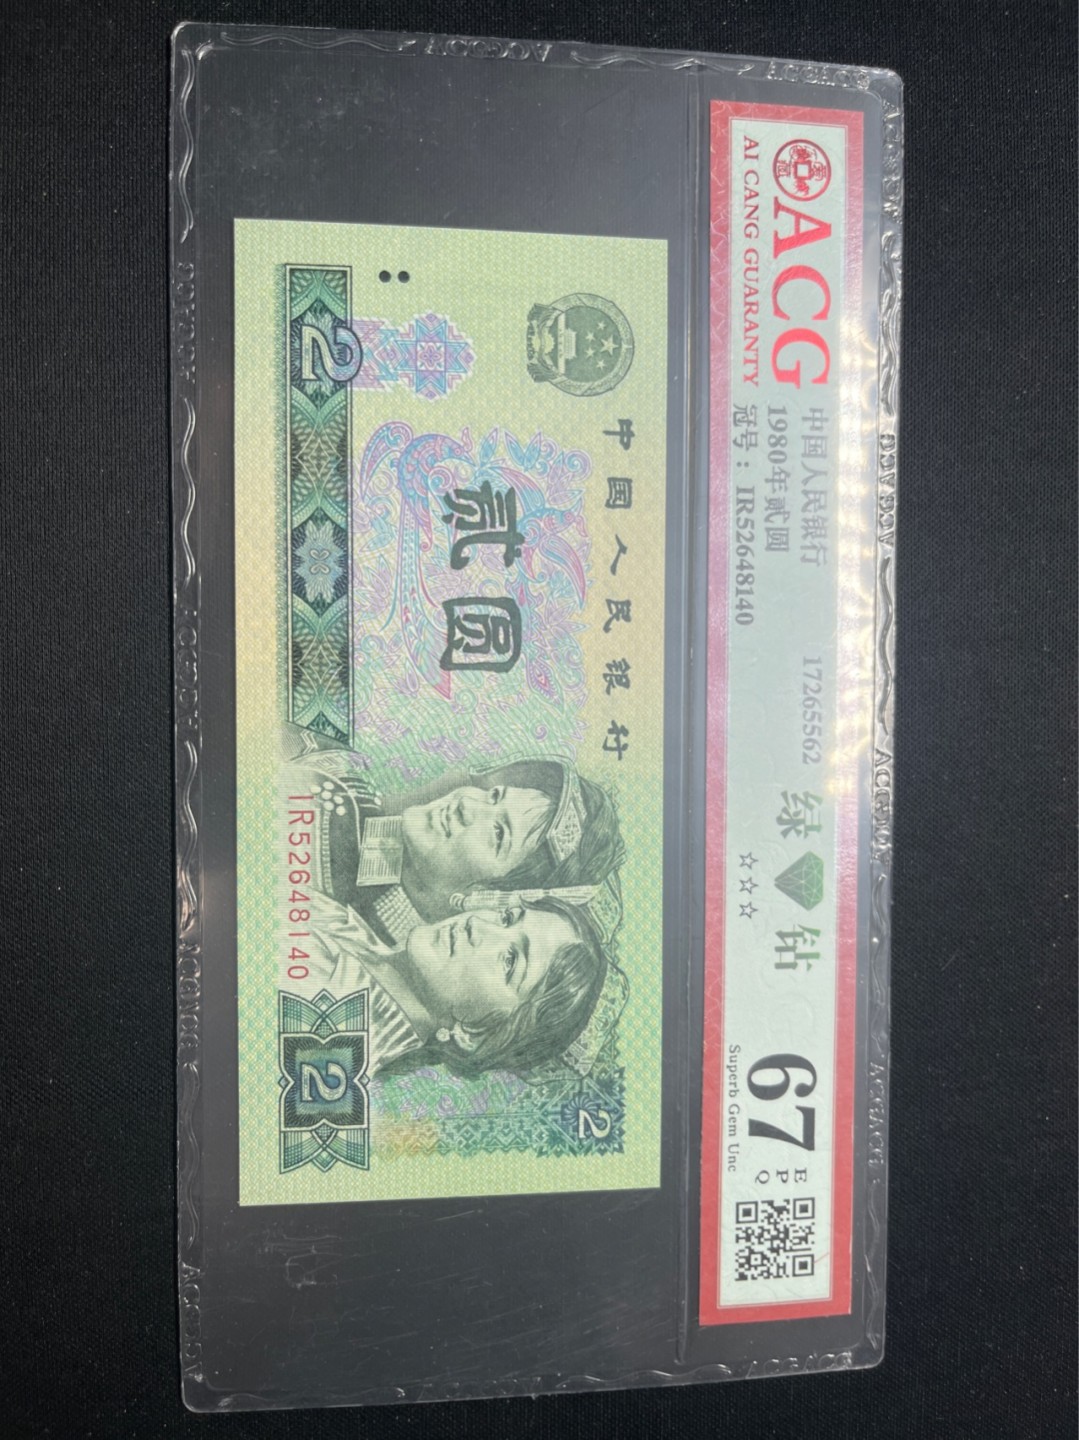 ACG
AI CANG GUARANTY
中国人民银行 17265562
1980年贰圆
冠号：IR52648140
绿 钻
☆☆☆
67 EPQ
Superb Gem Unc
中国人民银行
贰圆
2
IR52648140
2
2